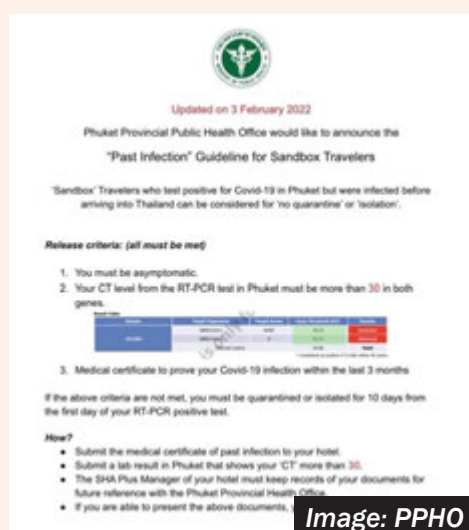 Updated on 3 February 2022
Phuket Provincial Public Health Office would like to announce the
"Past Infection" Guideline for Sandbox Travelers
'Sandbox' Travelers who test positive for Covid-19 in Phuket but were infected before
arriving into Thailand can be considered for 'no quarantine' or 'isolation'.
Release criteria: (all must be met)
1. You must be asymptomatic.
2. Your CT level from the RT-PCR test in Phuket must be more than 30 in both
genes.
3. Medical certificate to prove your Covid-19 infection within the last 3 months
If the above criteria are not met, you must be quarantined or isolated for 10 days from
the first day of your RT-PCR positive test.
How?
● Submit the medical certificate of past infection to your hotel.
● Submit a lab result in Phuket that shows your 'CT' more than 30.
● The SHA Plus Manager of your hotel must keep records of your documents for
future reference with the Phuket Provincial Health Office.
● If you are able to present the above documents,
Image: PPHO